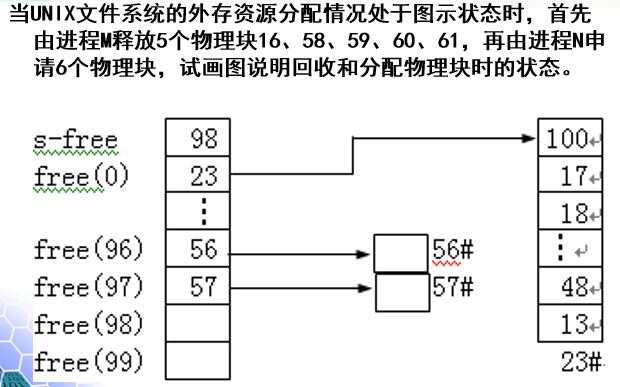 当UNIX文件系统的外存资源分配情况处于图示状态时，首先
由进程M释放5个物理块16、58、59、60、61，再由进程N申
请6个物理块，试画图说明回收和分配物理块时的状态。
s-free 98 100
free(0) 23 17
⋮ 18
free(96) 56 56# ⋮
free(97) 57 57# 48
free(98) 13
free(99) 23#